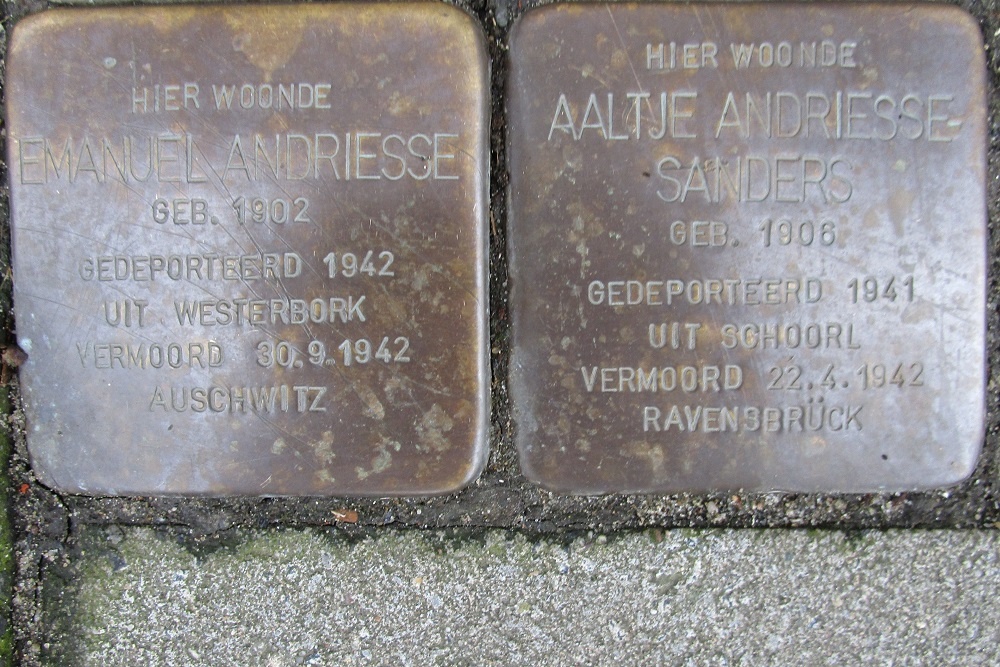 HIER WOONDE
EMANUEL ANDRIESSE
GEB. 1902
GEDEPORTEERD 1942
UIT WESTERBORK
VERMOORD 30.9.1942
AUSCHWITZ
HIER WOONDE
AALTJE ANDRIESSE-
SANDERS
GEB. 1906
GEDEPORTEERD 1941
UIT SCHOORL
VERMOORD 22.4.1942
RAVENSBRÜCK